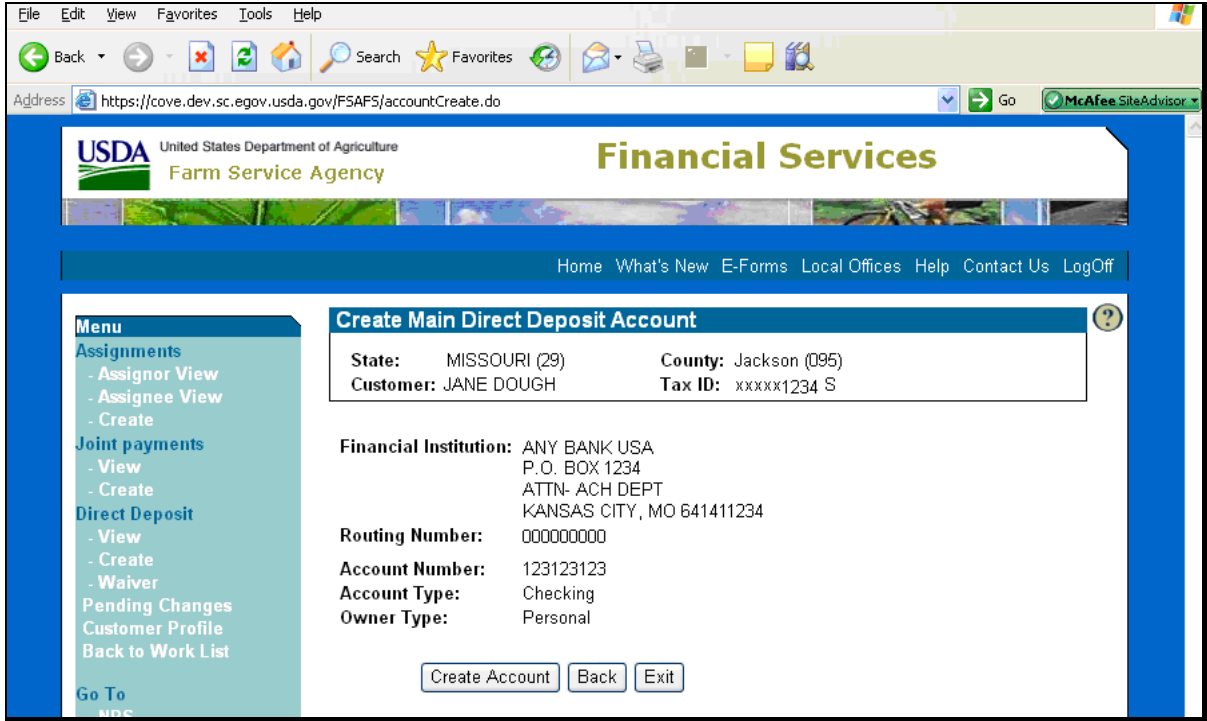 File Edit View Favorites Tools Help
Back Search Favorites
Address https://cove.dev.sc.egov.usda.gov/FSAFS/accountCreate.do Go McAfee SiteAdvisor
USDA United States Department of Agriculture
Farm Service Agency
Financial Services
Home What's New E-Forms Local Offices Help Contact Us LogOff
Menu
Assignments
- Assignor View
- Assignee View
- Create
Joint payments
- View
- Create
Direct Deposit
- View
- Create
- Waiver
Pending Changes
Customer Profile
Back to Work List
Go To
NPS
Create Main Direct Deposit Account
?
State: MISSOURI (29) County: Jackson (095)
Customer: JANE DOUGH Tax ID: xxxxx1234 S
Financial Institution: ANY BANK USA
P.O. BOX 1234
ATTN- ACH DEPT
KANSAS CITY, MO 641411234
Routing Number: 000000000
Account Number: 123123123
Account Type: Checking
Owner Type: Personal
Create Account Back Exit